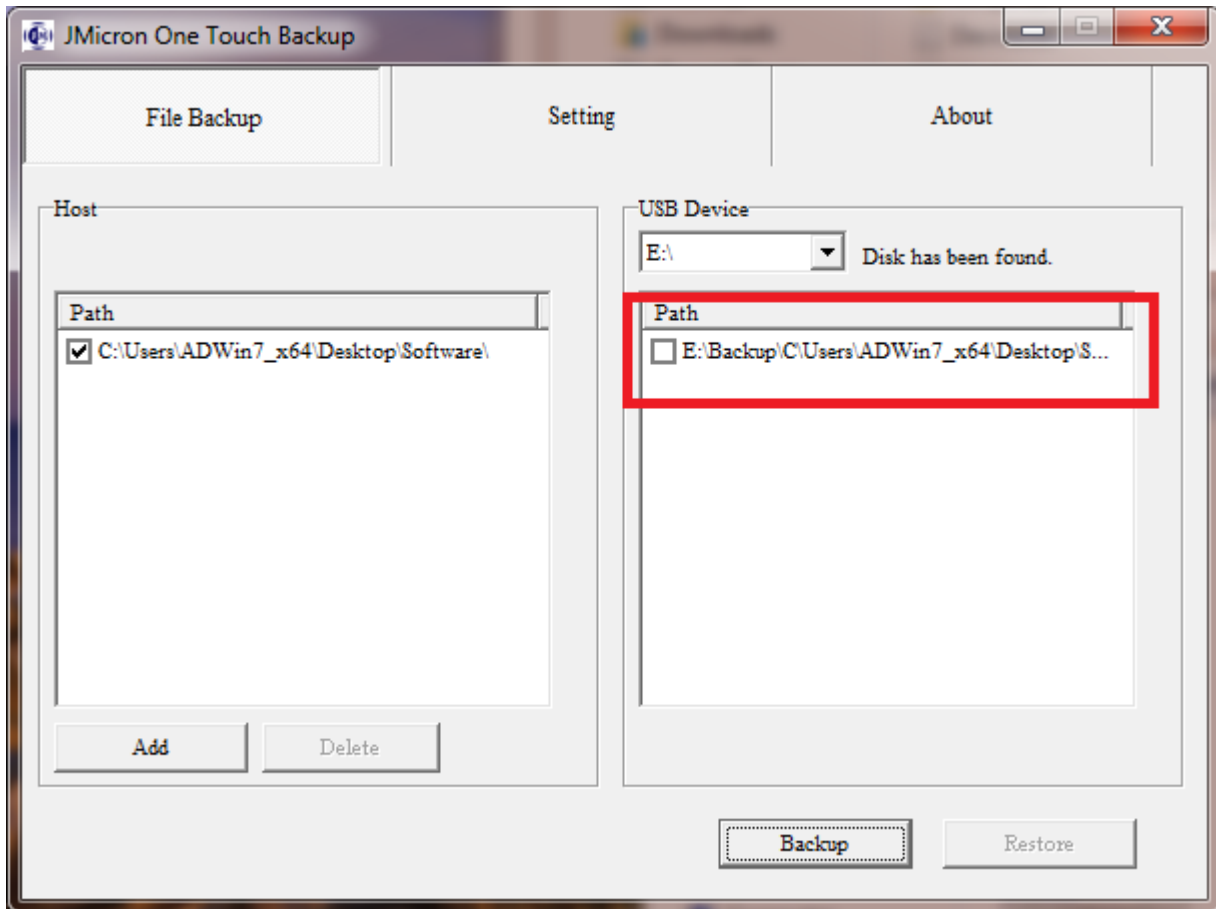 JMicron One Touch Backup
File Backup
Setting
About
Host
USB Device
E:\
Disk has been found.
Path
Path
C:\Users\ADWin7_x64\Desktop\Software\
E:\Backup\C\Users\ADWin7_x64\Desktop\S...
Add
Delete
Backup
Restore